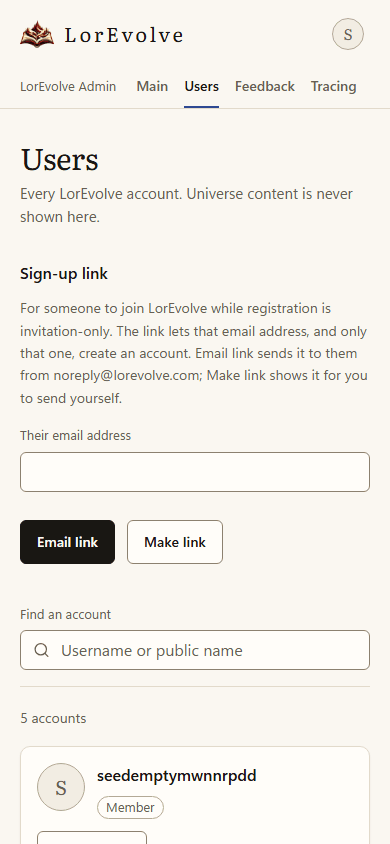 LorEvolve
S
LorEvolve Admin Main Users Feedback Tracing
Users
Every LorEvolve account. Universe content is never
shown here.
Sign-up link
For someone to join LorEvolve while registration is
invitation-only. The link lets that email address, and only
that one, create an account. Email link sends it to them
from noreply@lorevolve.com; Make link shows it for you
to send yourself.
Their email address
Email link Make link
Find an account
Username or public name
5 accounts
S
seedemptymwnnrpdd
Member